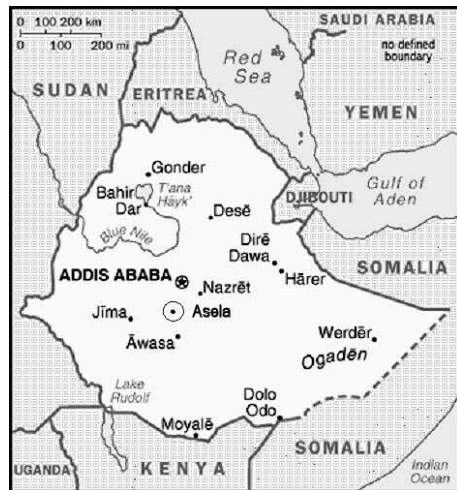 0 100 200 km
0 100 200 mi
SAUDI ARABIA
no defined
boundary
Red
Sea
SUDAN
ERITREA
YEMEN
Gonder
T'ana
Hāyk'
Bahir
Dar
DJIBOUTI
Gulf of
Aden
Desē
Blue Nile
Dirē
Dawa
SOMALIA
ADDIS ABABA
Hārer
Nazrēt
Jīma
Asela
Werdēr
Āwasa
Ogadēn
Lake
Rudolf
Dolo
Odo
Moyalē
SOMALIA
UGANDA
KENYA
Indian
Ocean